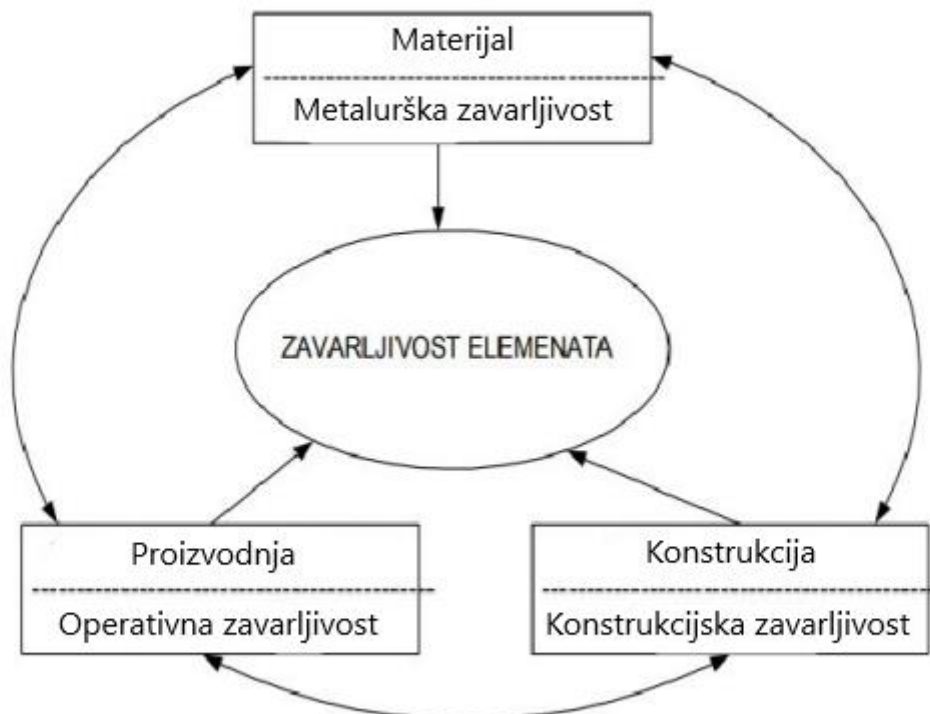 Materijal
Metalurška zavarljivost
ZAVARLJIVOST ELEMENATA
Proizvodnja
Operativna zavarljivost
Konstrukcija
Konstrukcijska zavarljivost